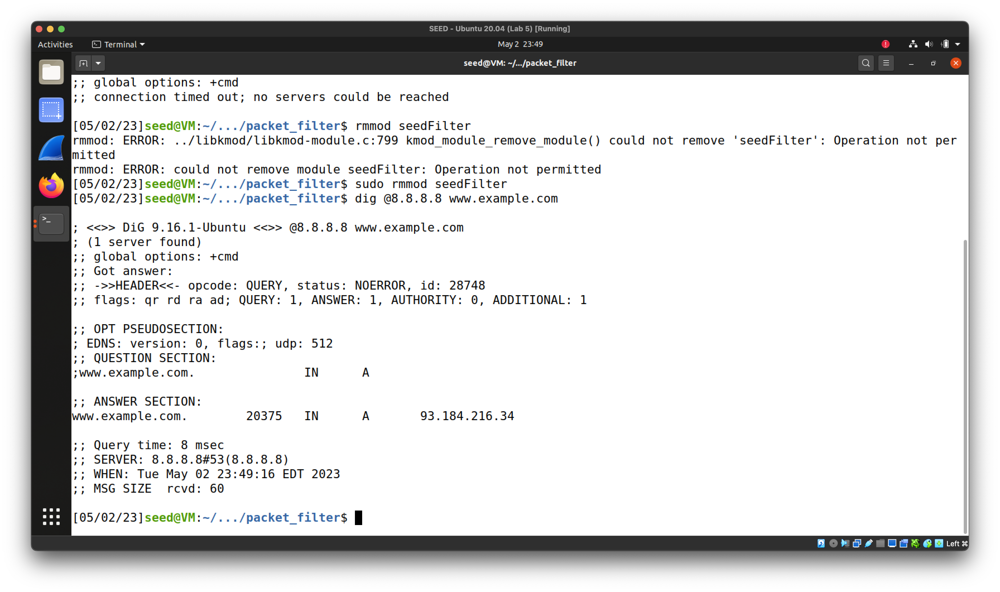 SEED - Ubuntu 20.04 (Lab 5) [Running]
Activities Terminal May 2 23:49
seed@VM: ~/.../packet_filter
;; global options: +cmd
;; connection timed out; no servers could be reached
[05/02/23]seed@VM:~/.../packet_filter$ rmmod seedFilter
rmmod: ERROR: ../libkmod/libkmod-module.c:799 kmod_module_remove_module() could not remove 'seedFilter': Operation not per
mitted
rmmod: ERROR: could not remove module seedFilter: Operation not permitted
[05/02/23]seed@VM:~/.../packet_filter$ sudo rmmod seedFilter
[05/02/23]seed@VM:~/.../packet_filter$ dig @8.8.8.8 www.example.com
; <<>> DiG 9.16.1-Ubuntu <<>> @8.8.8.8 www.example.com
; (1 server found)
;; global options: +cmd
;; Got answer:
;; ->>HEADER<<- opcode: QUERY, status: NOERROR, id: 28748
;; flags: qr rd ra ad; QUERY: 1, ANSWER: 1, AUTHORITY: 0, ADDITIONAL: 1
;; OPT PSEUDOSECTION:
; EDNS: version: 0, flags:; udp: 512
;; QUESTION SECTION:
;www.example.com. IN A
;; ANSWER SECTION:
www.example.com. 20375 IN A 93.184.216.34
;; Query time: 8 msec
;; SERVER: 8.8.8.8#53(8.8.8.8)
;; WHEN: Tue May 02 23:49:16 EDT 2023
;; MSG SIZE  rcvd: 60
[05/02/23]seed@VM:~/.../packet_filter$
Left ⌘